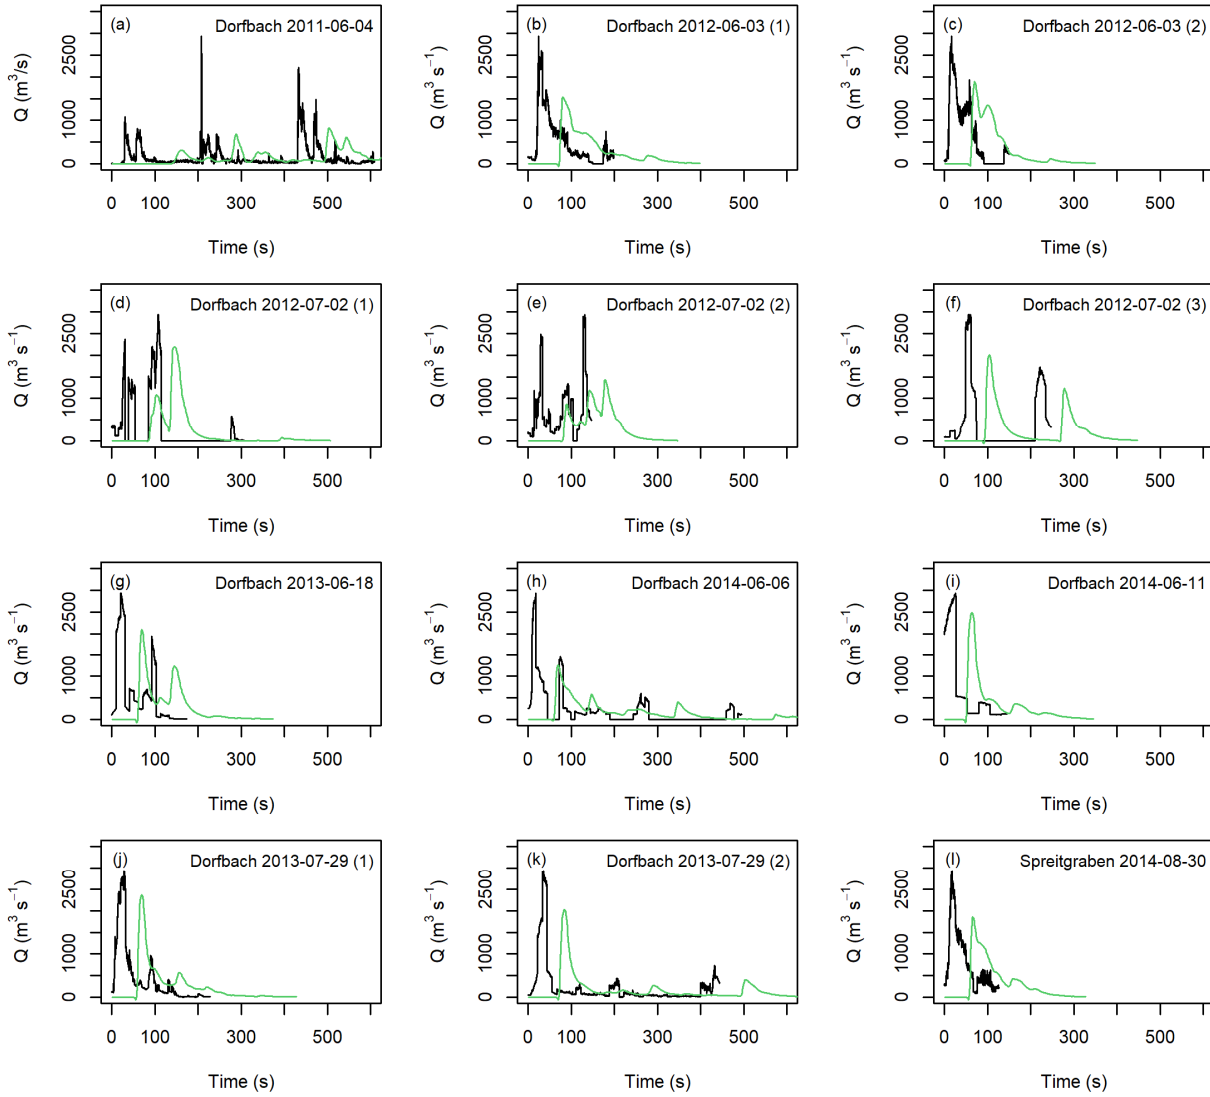 (a) Dorfbach 2011-06-04
Q (m³/s)
0 1000 2500
0 100 300 500
Time (s)
(b) Dorfbach 2012-06-03 (1)
Q (m³ s⁻¹)
0 1000 2500
0 100 300 500
Time (s)
(c) Dorfbach 2012-06-03 (2)
Q (m³ s⁻¹)
0 1000 2500
0 100 300 500
Time (s)
(d) Dorfbach 2012-07-02 (1)
Q (m³ s⁻¹)
0 1000 2500
0 100 300 500
Time (s)
(e) Dorfbach 2012-07-02 (2)
Q (m³ s⁻¹)
0 1000 2500
0 100 300 500
Time (s)
(f) Dorfbach 2012-07-02 (3)
Q (m³ s⁻¹)
0 1000 2500
0 100 300 500
Time (s)
(g) Dorfbach 2013-06-18
Q (m³ s⁻¹)
0 1000 2500
0 100 300 500
Time (s)
(h) Dorfbach 2014-06-06
Q (m³ s⁻¹)
0 1000 2500
0 100 300 500
Time (s)
(i) Dorfbach 2014-06-11
Q (m³ s⁻¹)
0 1000 2500
0 100 300 500
Time (s)
(j) Dorfbach 2013-07-29 (1)
Q (m³ s⁻¹)
0 1000 2500
0 100 300 500
Time (s)
(k) Dorfbach 2013-07-29 (2)
Q (m³ s⁻¹)
0 1000 2500
0 100 300 500
Time (s)
(l) Spreitgraben 2014-08-30
Q (m³ s⁻¹)
0 1000 2500
0 100 300 500
Time (s)